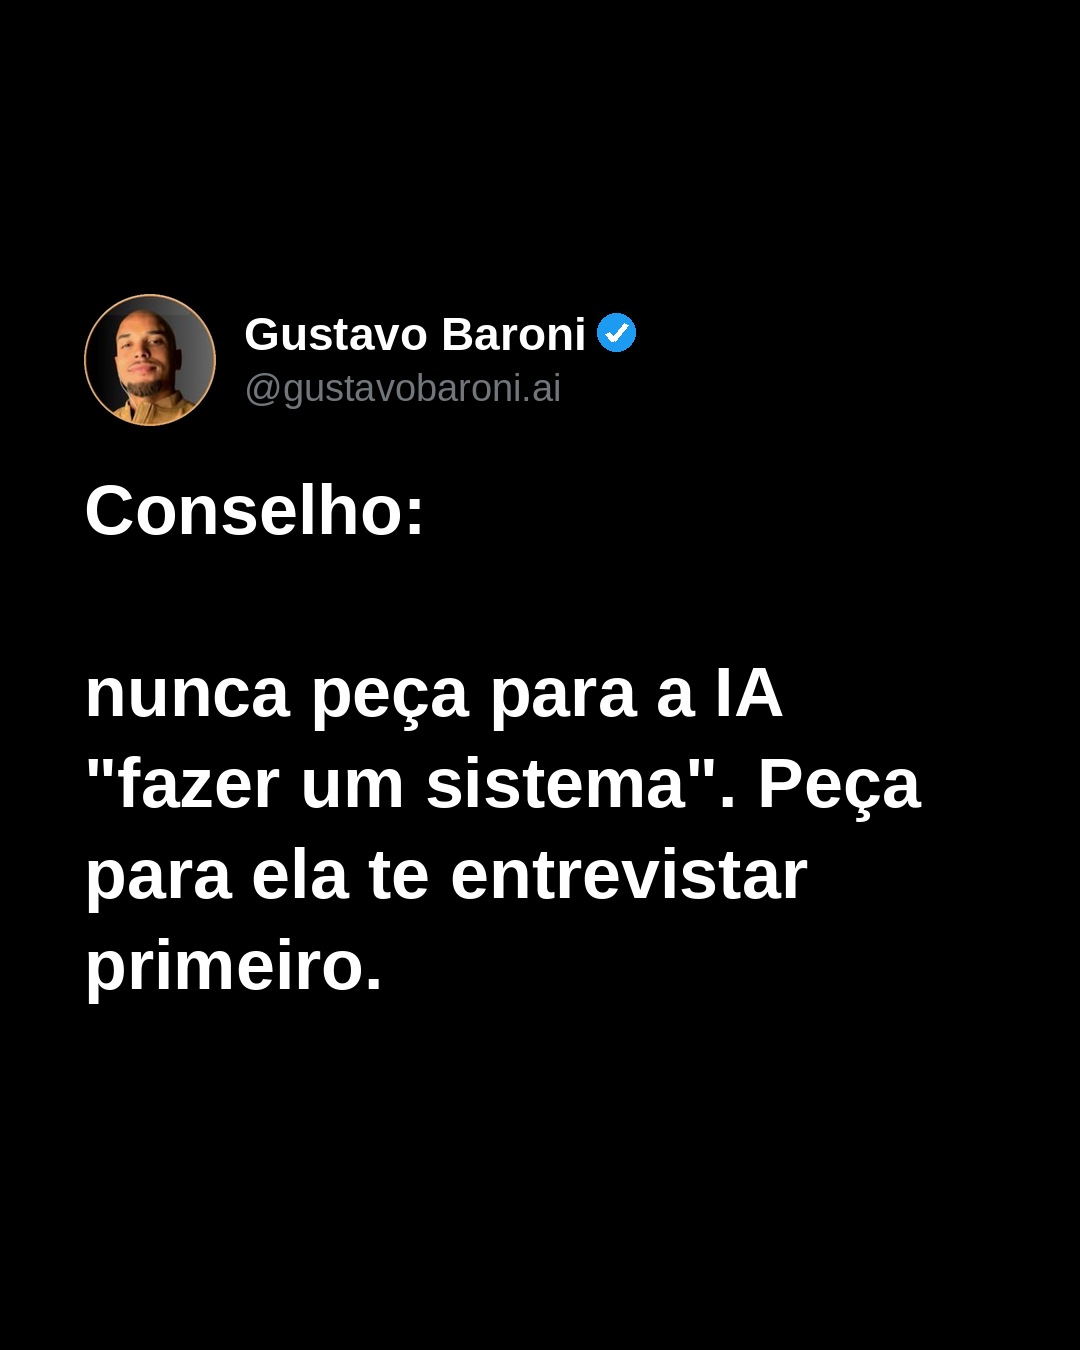 Gustavo Baroni
@gustavobaroni.ai
Conselho:
nunca peça para a IA
"fazer um sistema". Peça
para ela te entrevistar
primeiro.